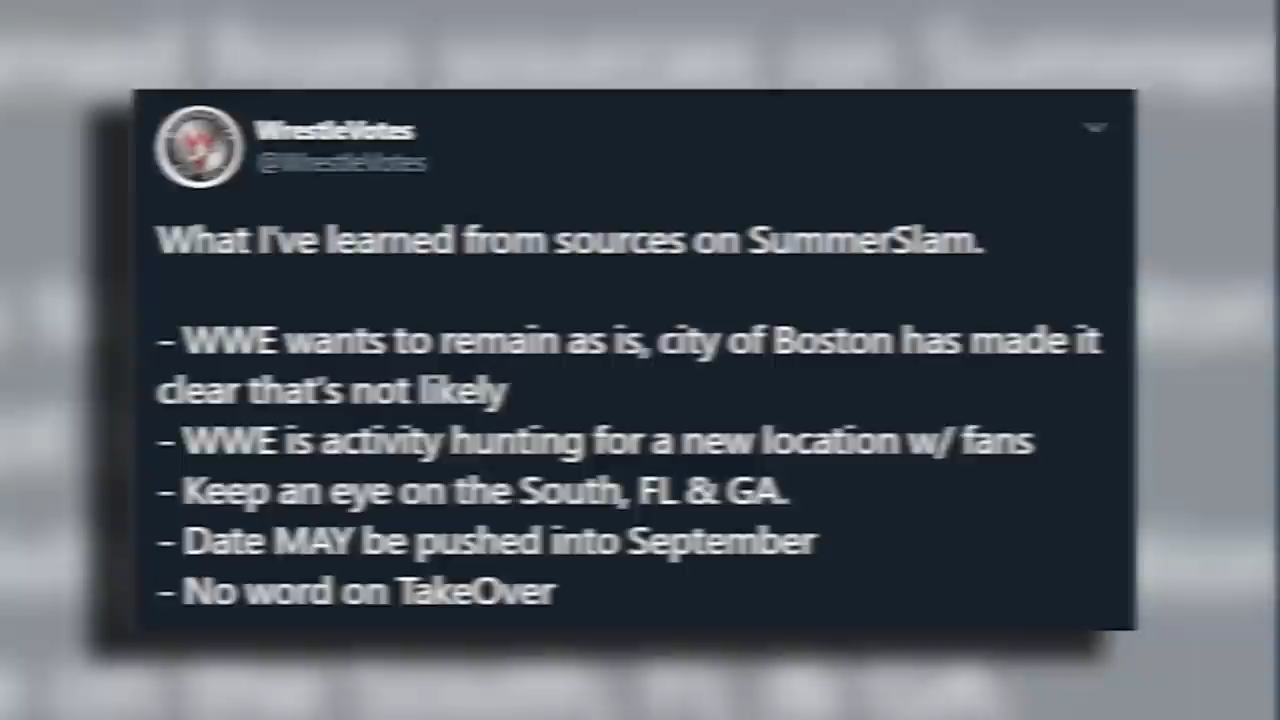 WrestleVotes
@WrestleVotes
What I've learned from sources on SummerSlam.
- WWE wants to remain as is, city of Boston has made it
clear that's not likely
- WWE is activity hunting for a new location w/ fans
- Keep an eye on the South, FL & GA.
- Date MAY be pushed into September
- No word on TakeOver